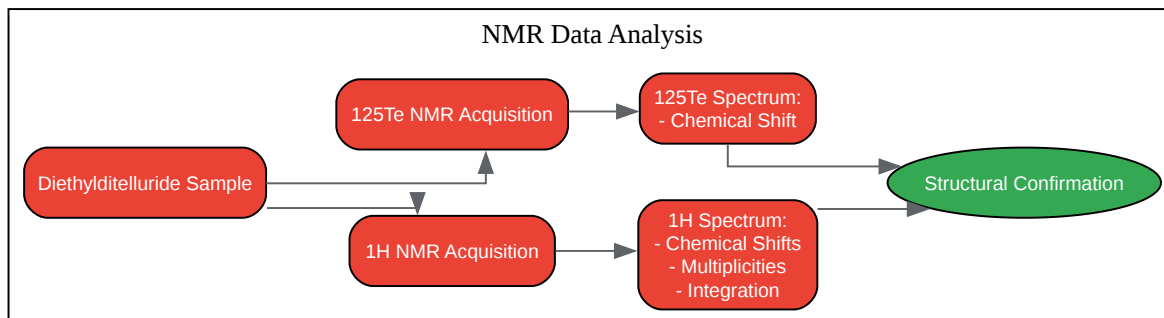 NMR Data Analysis
Diethylditelluride Sample
125Te NMR Acquisition
125Te Spectrum:
- Chemical Shift
1H NMR Acquisition
1H Spectrum:
- Chemical Shifts
- Multiplicities
- Integration
Structural Confirmation